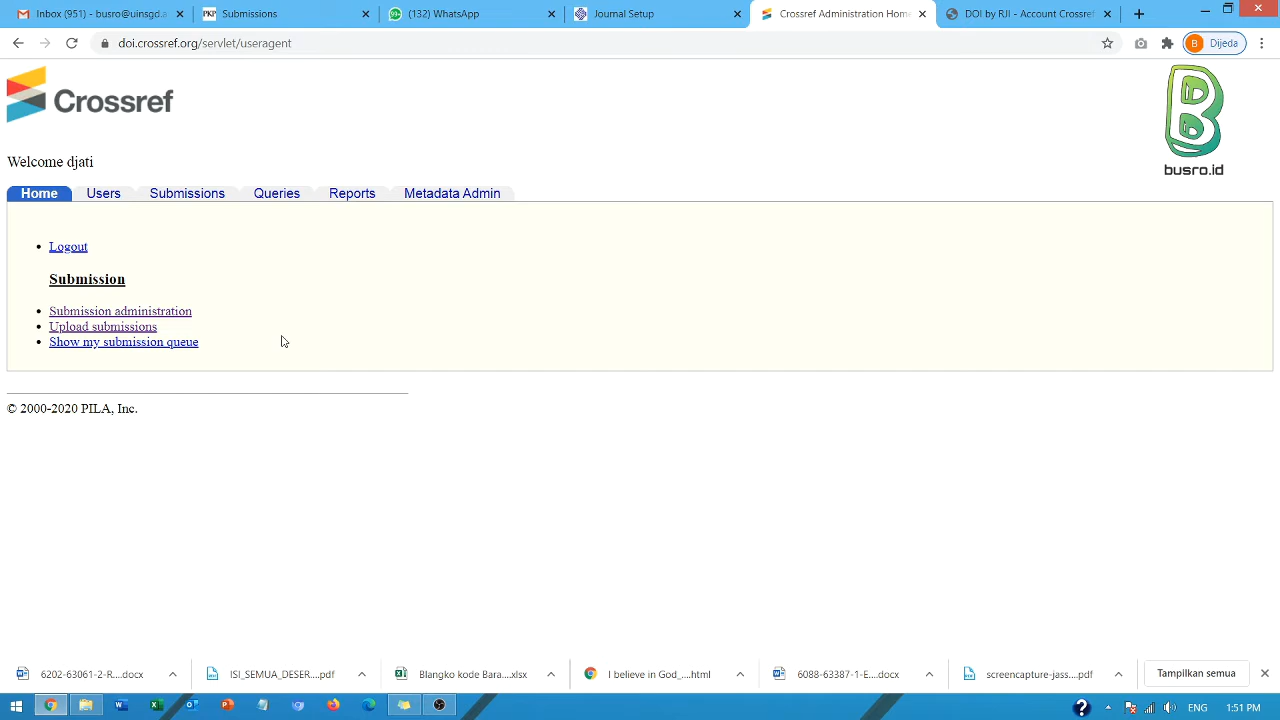 Inbox (951) - busro@uinsgd.a
PKP Submissions
99+ (132) WhatsApp
Journal Setup
Crossref Administration Home
DOI by RJI - Account Crossref
doi.crossref.org/servlet/useragent
B Dijeda
Crossref
busro.id
Welcome djati
Home Users Submissions Queries Reports Metadata Admin
Logout
Submission
Submission administration
Upload submissions
Show my submission queue
© 2000-2020 PILA, Inc.
6202-63061-2-R....docx
ISI_SEMUA_DESER....pdf
Blangko kode Bara....xlsx
I believe in God_....html
6088-63387-1-E....docx
screencapture-jass....pdf
Tampilkan semua
ENG 1:51 PM